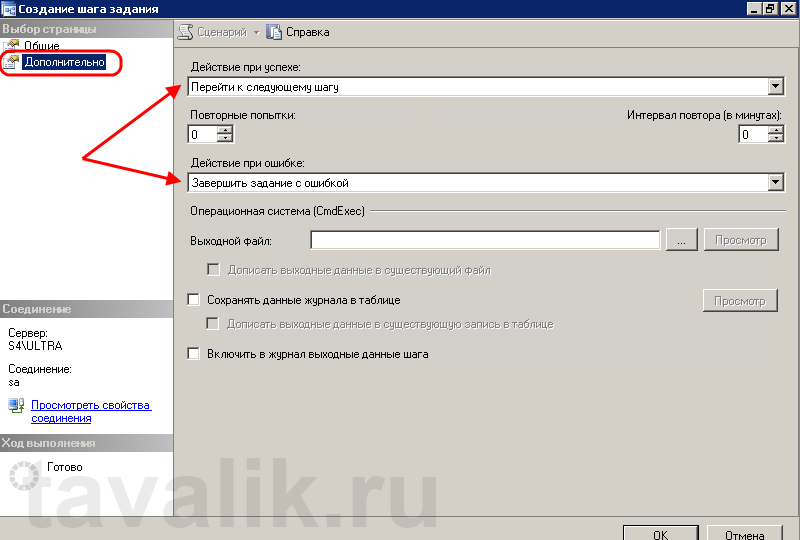 Создание шага задания
Выбор страницы
Общие
Дополнительно
Сценарий
Справка
Действие при успехе:
Перейти к следующему шагу
Повторные попытки:
Интервал повтора (в минутах):
0
0
Действие при ошибке:
Завершить задание с ошибкой
Операционная система (CmdExec)
Выходной файл:
...
Просмотр
Дописать выходные данные в существующий файл
Сохранять данные журнала в таблице
Просмотр
Дописать выходные данные в существующую запись в таблице
Включить в журнал выходные данные шага
Соединение
Сервер:
S4\ULTRA
Соединение:
sa
Просмотреть свойства
соединения
Ход выполнения
Готово
tavalik.ru
OK
Отмена